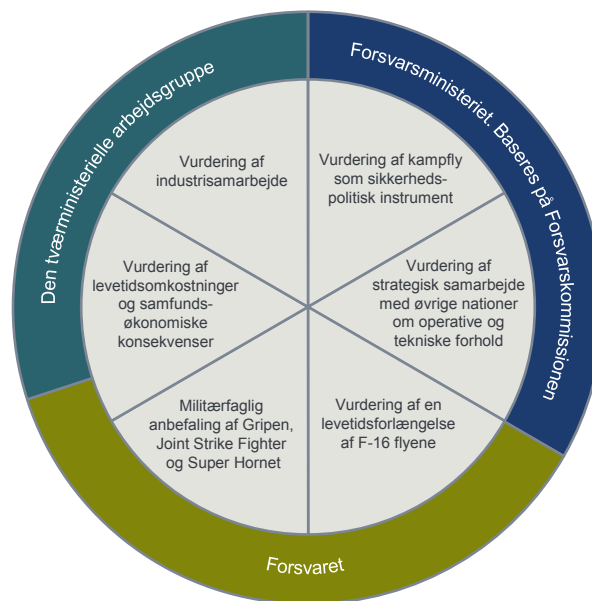 Den tværministerielle arbejdsgruppe
Forsvarsministeriet. Baseres på Forsvarskommissionen
Vurdering af
industrisamarbejde
Vurdering af kampfly
som sikkerheds-
politisk instrument
Vurdering af
levetidsomkostninger
og samfunds-
økonomiske
konsekvenser
Vurdering af
strategisk samarbejde
med øvrige nationer
om operative og
tekniske forhold
Militærfaglig
anbefaling af Gripen,
Joint Strike Fighter
og Super Hornet
Vurdering af en
levetidsforlængelse
af F-16 flyene
Forsvaret